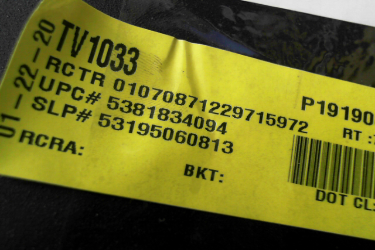 01-22-20
TV1033
RCTR 01070871229715972
UPC# 5381834094
SLP# 53195060813
RCRA:
BKT:
P19190
RT :
DOT CL